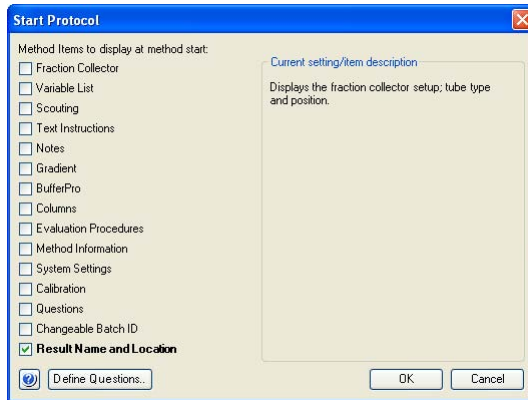 Start Protocol
Method Items to display at method start:
Fraction Collector
Variable List
Scouting
Text Instructions
Notes
Gradient
BufferPro
Columns
Evaluation Procedures
Method Information
System Settings
Calibration
Questions
Changeable Batch ID
Result Name and Location
Current setting/item description
Displays the fraction collector setup; tube type
and position.
? Define Questions.. OK Cancel